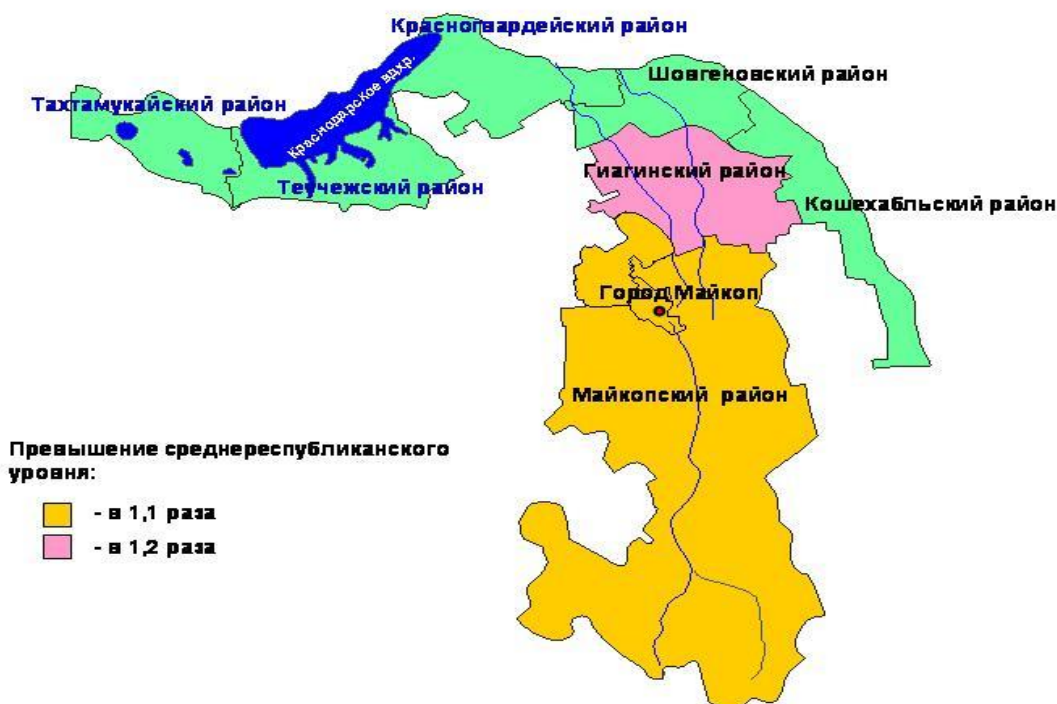 Красногвардейский район
Шовгеновский район
Тахтамукайский район
Краснодарское вдхр.
Теучежский район
Гиагинский район
Кошехабльский район
Город Майкоп
Майкопский район
Превышение среднереспубликанского
уровня:
- в 1,1 раза
- в 1,2 раза